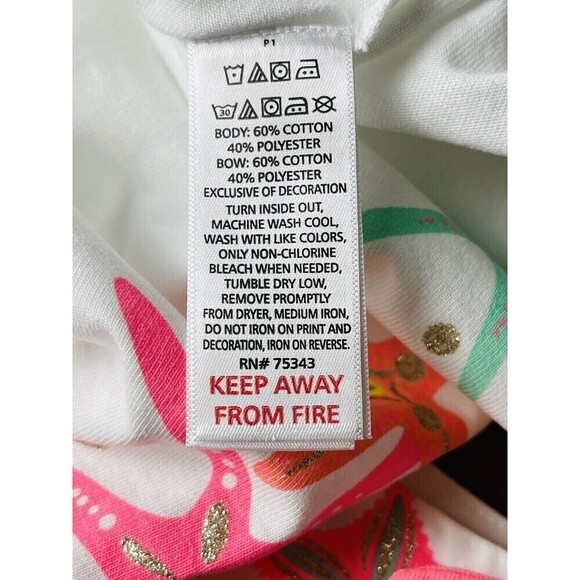 P1
30
BODY: 60% COTTON
40% POLYESTER
BOW: 60% COTTON
40% POLYESTER
EXCLUSIVE OF DECORATION
TURN INSIDE OUT,
MACHINE WASH COOL,
WASH WITH LIKE COLORS,
ONLY NON-CHLORINE
BLEACH WHEN NEEDED,
TUMBLE DRY LOW,
REMOVE PROMPTLY
FROM DRYER, MEDIUM IRON,
DO NOT IRON ON PRINT AND
DECORATION, IRON ON REVERSE.
RN# 75343
KEEP AWAY
FROM FIRE